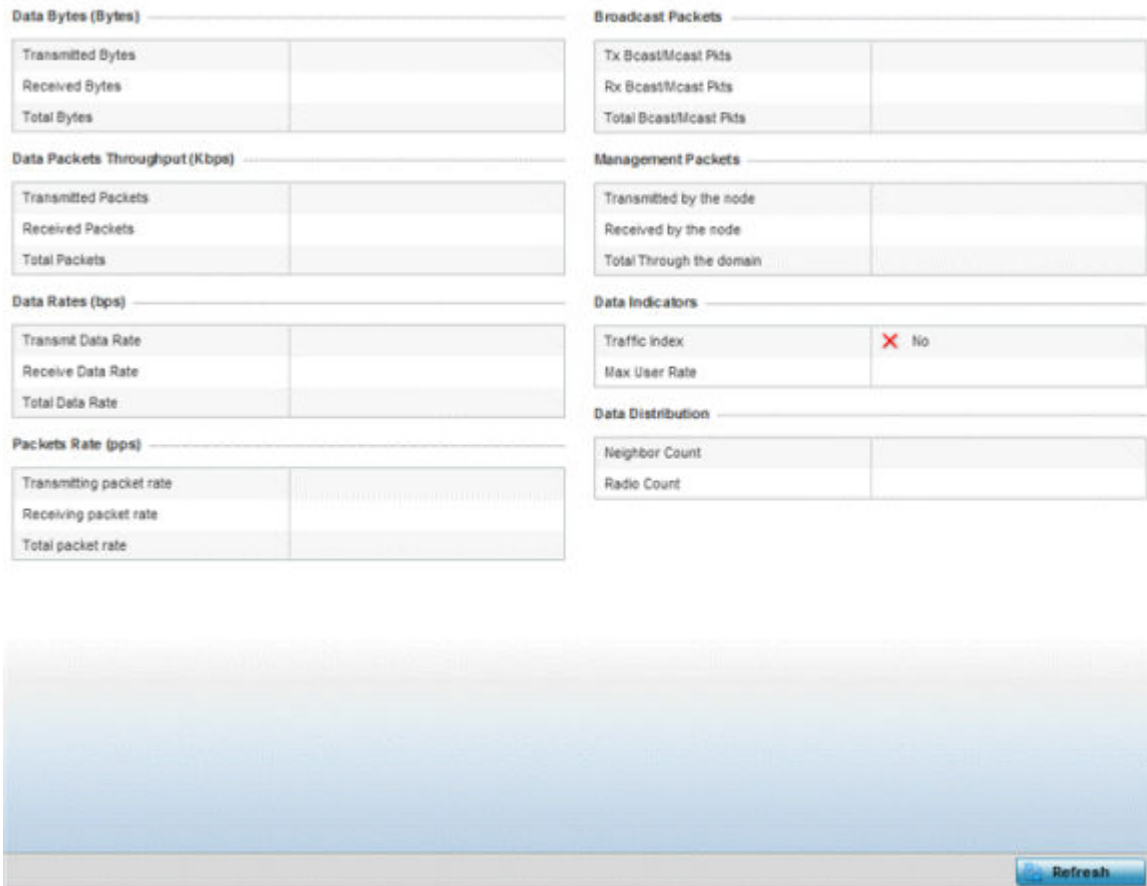 Data Bytes (Bytes)
Transmitted Bytes
Received Bytes
Total Bytes
Data Packets Throughput (Kbps)
Transmitted Packets
Received Packets
Total Packets
Data Rates (bps)
Transmit Data Rate
Receive Data Rate
Total Data Rate
Packets Rate (pps)
Transmitting packet rate
Receiving packet rate
Total packet rate
Broadcast Packets
Tx Bcast/Mcast Pkts
Rx Bcast/Mcast Pkts
Total Bcast/Mcast Pkts
Management Packets
Transmitted by the node
Received by the node
Total Through the domain
Data Indicators
Traffic Index No
Max User Rate
Data Distribution
Neighbor Count
Radio Count
Refresh